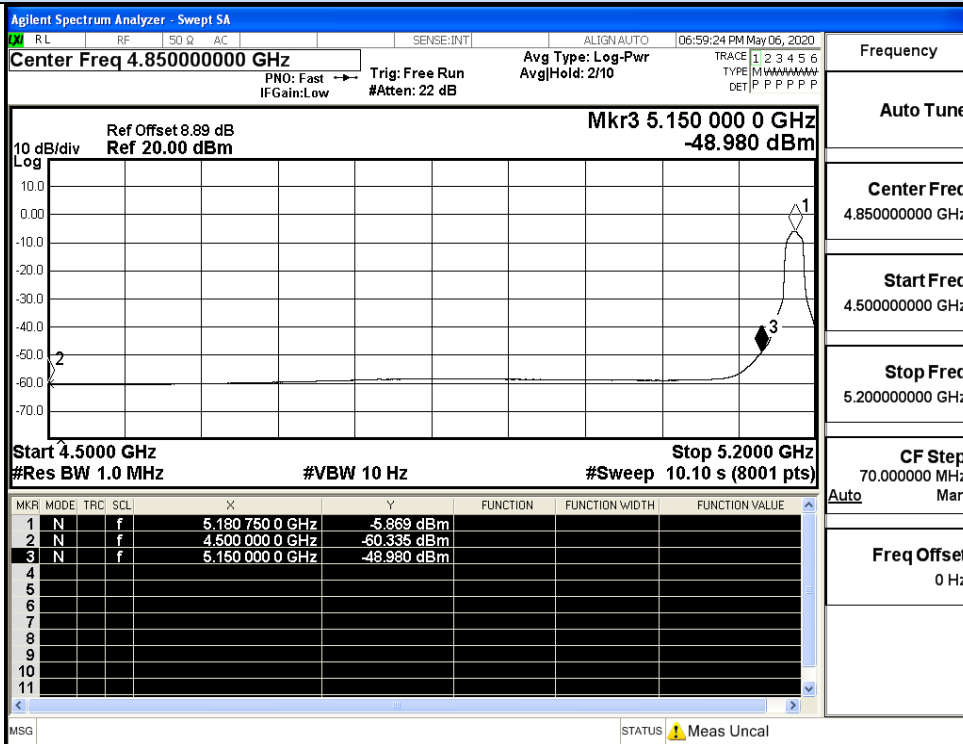 Agilent Spectrum Analyzer - Swept SA
LXI RL RF 50 Ω AC SENSE:INT ALIGN AUTO 06:59:24 PM May 06, 2020
Center Freq 4.850000000 GHz
PNO: Fast
IFGain:Low
Trig: Free Run
#Atten: 22 dB
Avg Type: Log-Pwr
Avg|Hold: 2/10
TRACE 1 2 3 4 5 6
TYPE M W W W W W
DET P P P P P P
Ref Offset 8.89 dB
10 dB/div Ref 20.00 dBm
Log
Mkr3 5.150 000 0 GHz
-48.980 dBm
10.0
0.00
-10.0
-20.0
-30.0
-40.0
-50.0
-60.0
-70.0
1
2
3
Start 4.5000 GHz Stop 5.2000 GHz
#Res BW 1.0 MHz #VBW 10 Hz #Sweep 10.10 s (8001 pts)
MKR MODE TRC SCL X Y FUNCTION FUNCTION WIDTH FUNCTION VALUE
1 N f 5.180 750 0 GHz -5.869 dBm
2 N f 4.500 000 0 GHz -60.335 dBm
3 N f 5.150 000 0 GHz -48.980 dBm
4
5
6
7
8
9
10
11
MSG STATUS Meas Uncal
Frequency
Auto Tune
Center Freq
4.850000000 GHz
Start Freq
4.500000000 GHz
Stop Freq
5.200000000 GHz
CF Step
70.000000 MHz
Auto Man
Freq Offset
0 Hz